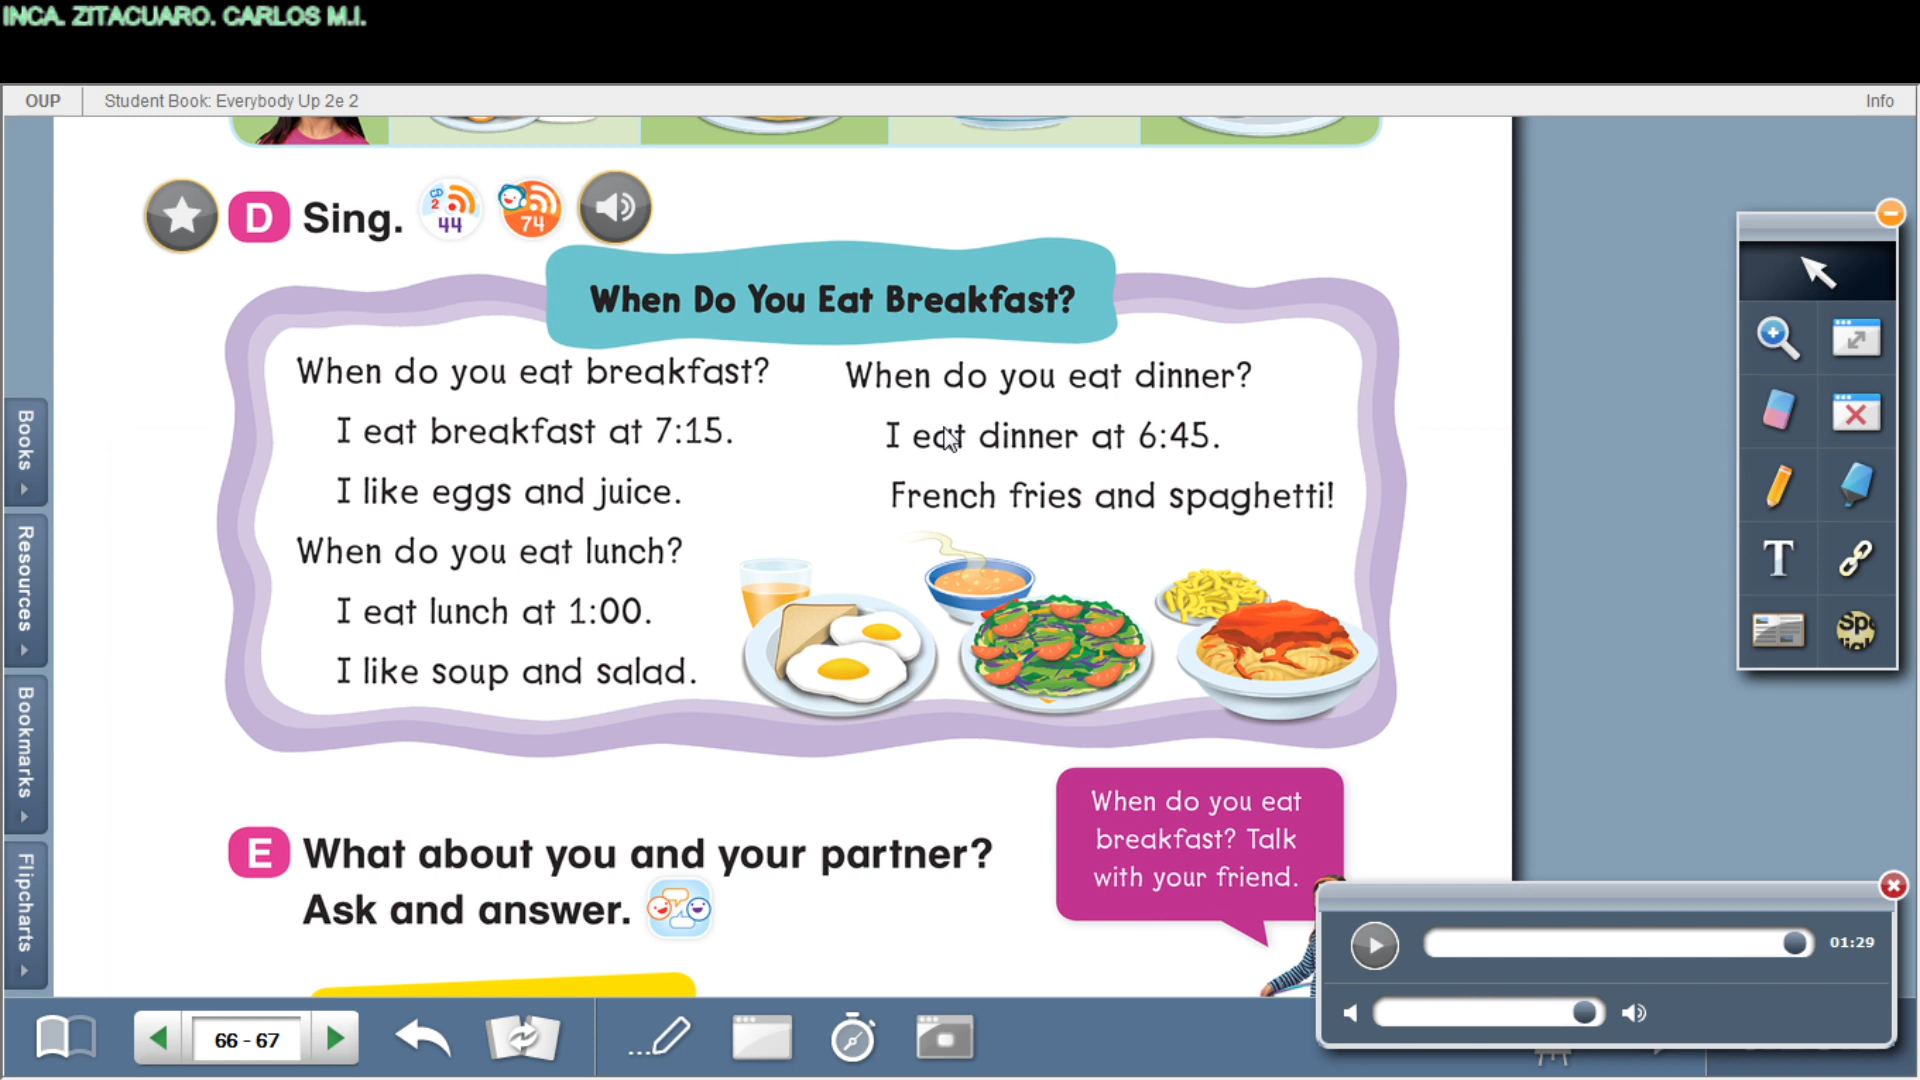 INCA. ZITACUARO. CARLOS M.I.
OUP
Student Book: Everybody Up 2e 2
Info
D Sing.
CD 2 44
74
When Do You Eat Breakfast?
When do you eat breakfast?
I eat breakfast at 7:15.
I like eggs and juice.
When do you eat lunch?
I eat lunch at 1:00.
I like soup and salad.
When do you eat dinner?
I eat dinner at 6:45.
French fries and spaghetti!
E What about you and your partner?
Ask and answer.
When do you eat
breakfast? Talk
with your friend.
Books
Resources
Bookmarks
Flipcharts
T
01:29
66 - 67